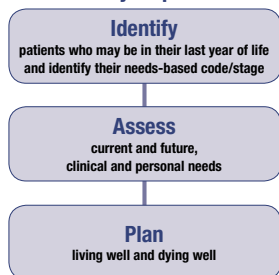 Identify
patients who may be in their last year of life
and identify their needs-based code/stage
Assess
current and future,
clinical and personal needs
Plan
living well and dying well